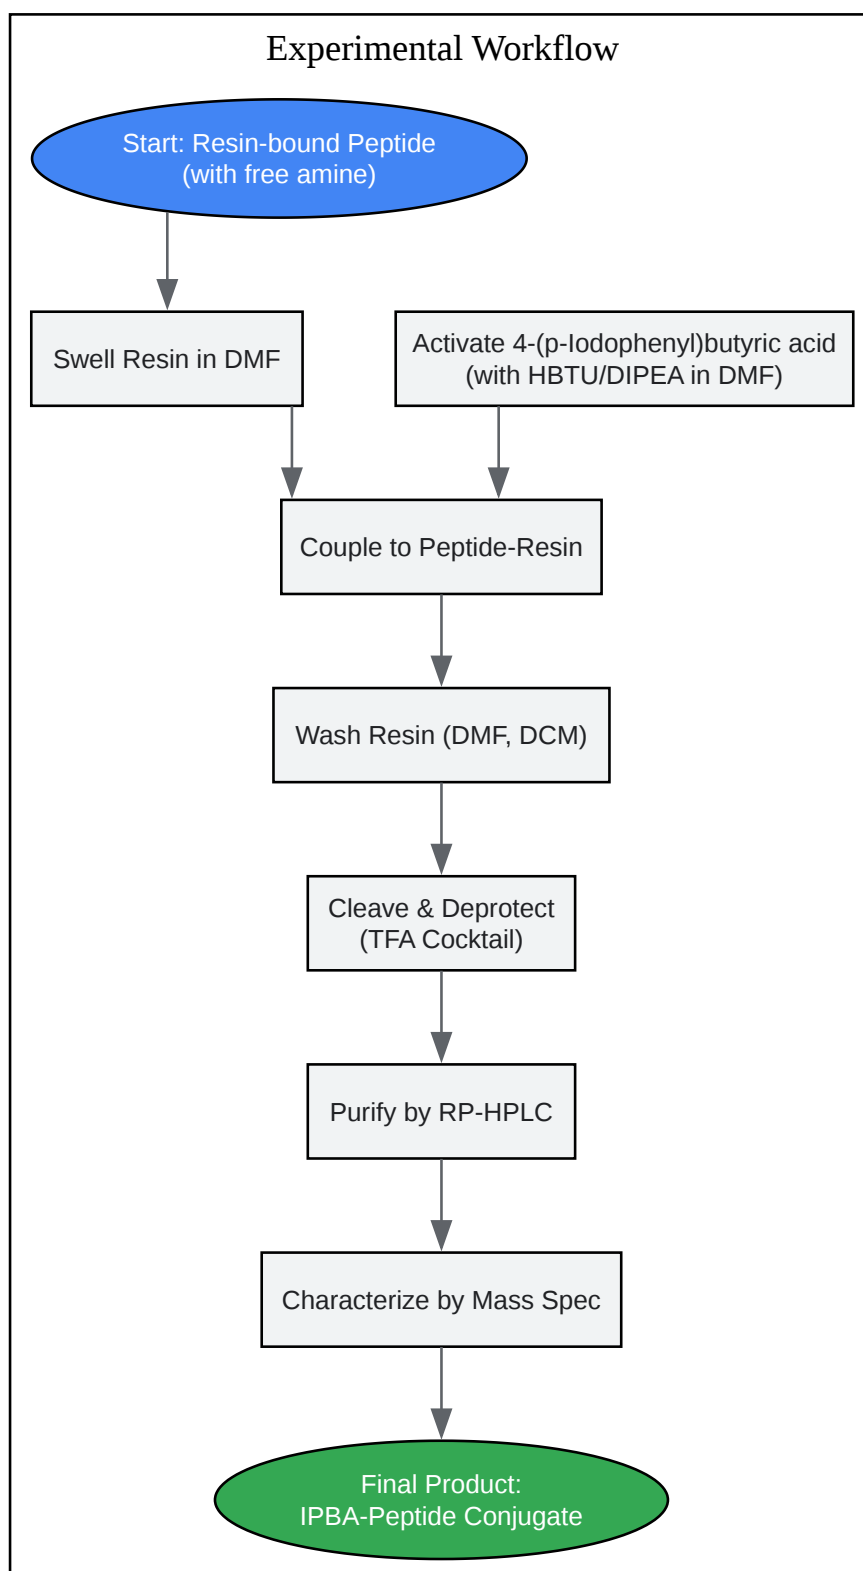 Experimental Workflow
Start: Resin-bound Peptide
(with free amine)
Swell Resin in DMF
Activate 4-(p-Iodophenyl)butyric acid
(with HBTU/DIPEA in DMF)
Couple to Peptide-Resin
Wash Resin (DMF, DCM)
Cleave & Deprotect
(TFA Cocktail)
Purify by RP-HPLC
Characterize by Mass Spec
Final Product:
IPBA-Peptide Conjugate